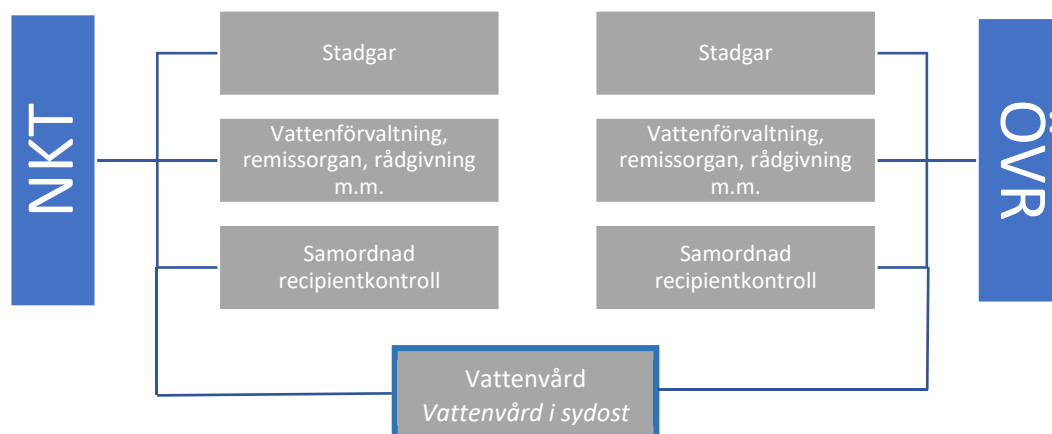 NKT
Stadgar
Vattenförvaltning,
remissorgan, rådgivning
m.m.
Samordnad
recipientkontroll
Stadgar
Vattenförvaltning,
remissorgan, rådgivning
m.m.
Samordnad
recipientkontroll
ÖVR
Vattenvård
Vattenvård i sydost